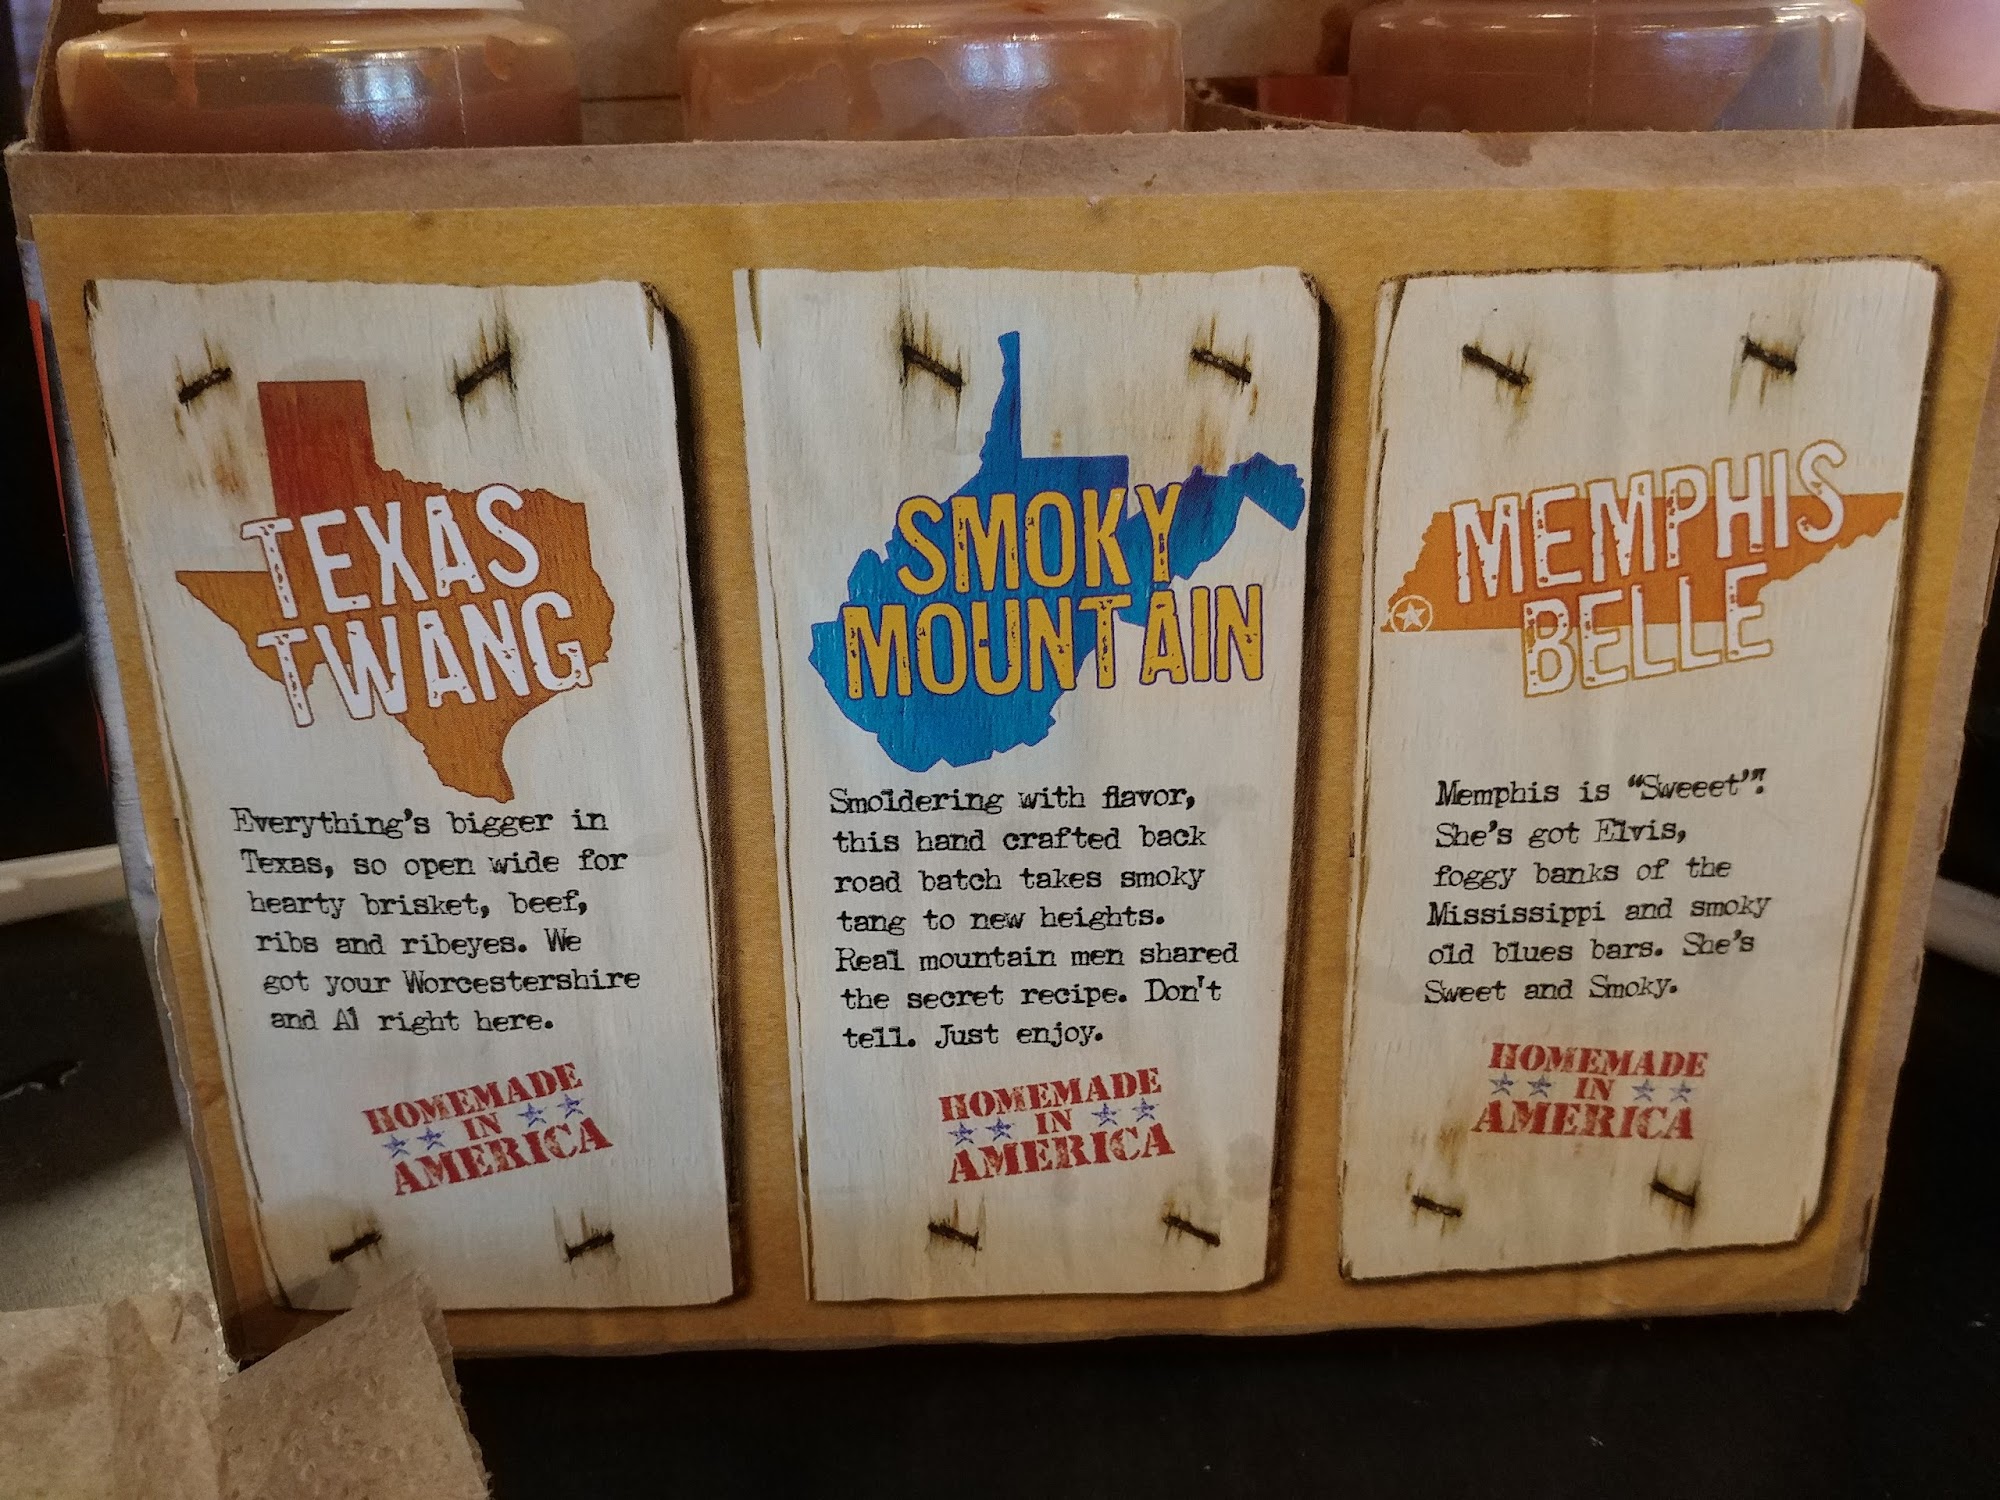 TEXAS
TWANG
Everything's bigger in
Texas, so open wide for
hearty brisket, beef,
ribs and ribeyes. We
got your Worcestershire
and A1 right here.
HOMEMADE
IN
AMERICA
SMOKY
MOUNTAIN
Smoldering with flavor,
this hand crafted back
road batch takes smoky
tang to new heights.
Real mountain men shared
the secret recipe. Don't
tell. Just enjoy.
HOMEMADE
IN
AMERICA
MEMPHIS
BELLE
Memphis is "Sweeet"!
She's got Elvis,
foggy banks of the
Mississippi and smoky
old blues bars. She's
Sweet and Smoky.
HOMEMADE
IN
AMERICA